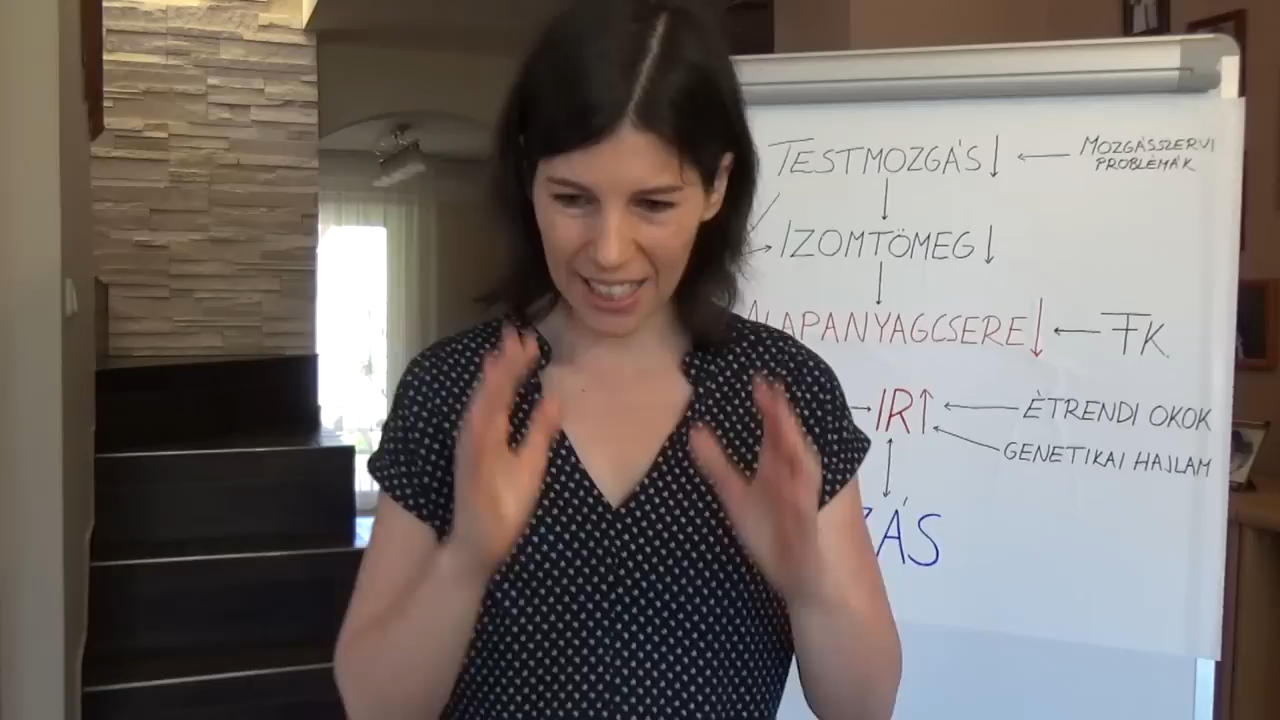 TESTMOZGÁS↓ ← MOZGÁSSZERVI
PROBLÉMÁK
IZOMTÖMEG↓
ALAPANYAGCSERE↓ ← FK
IR↑ ← ÉTRENDI OKOK
GENETIKAI HAJLAM
ZÁS